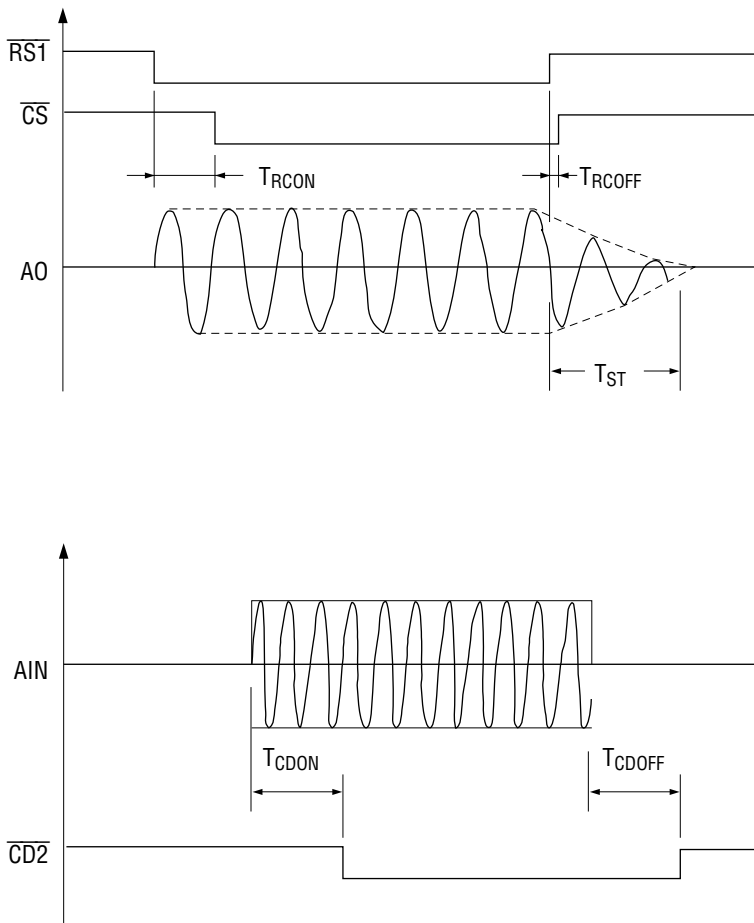 RS1
CS
TRCON
TRCOFF
AO
TST
AIN
TCDON
TCDOFF
CD2